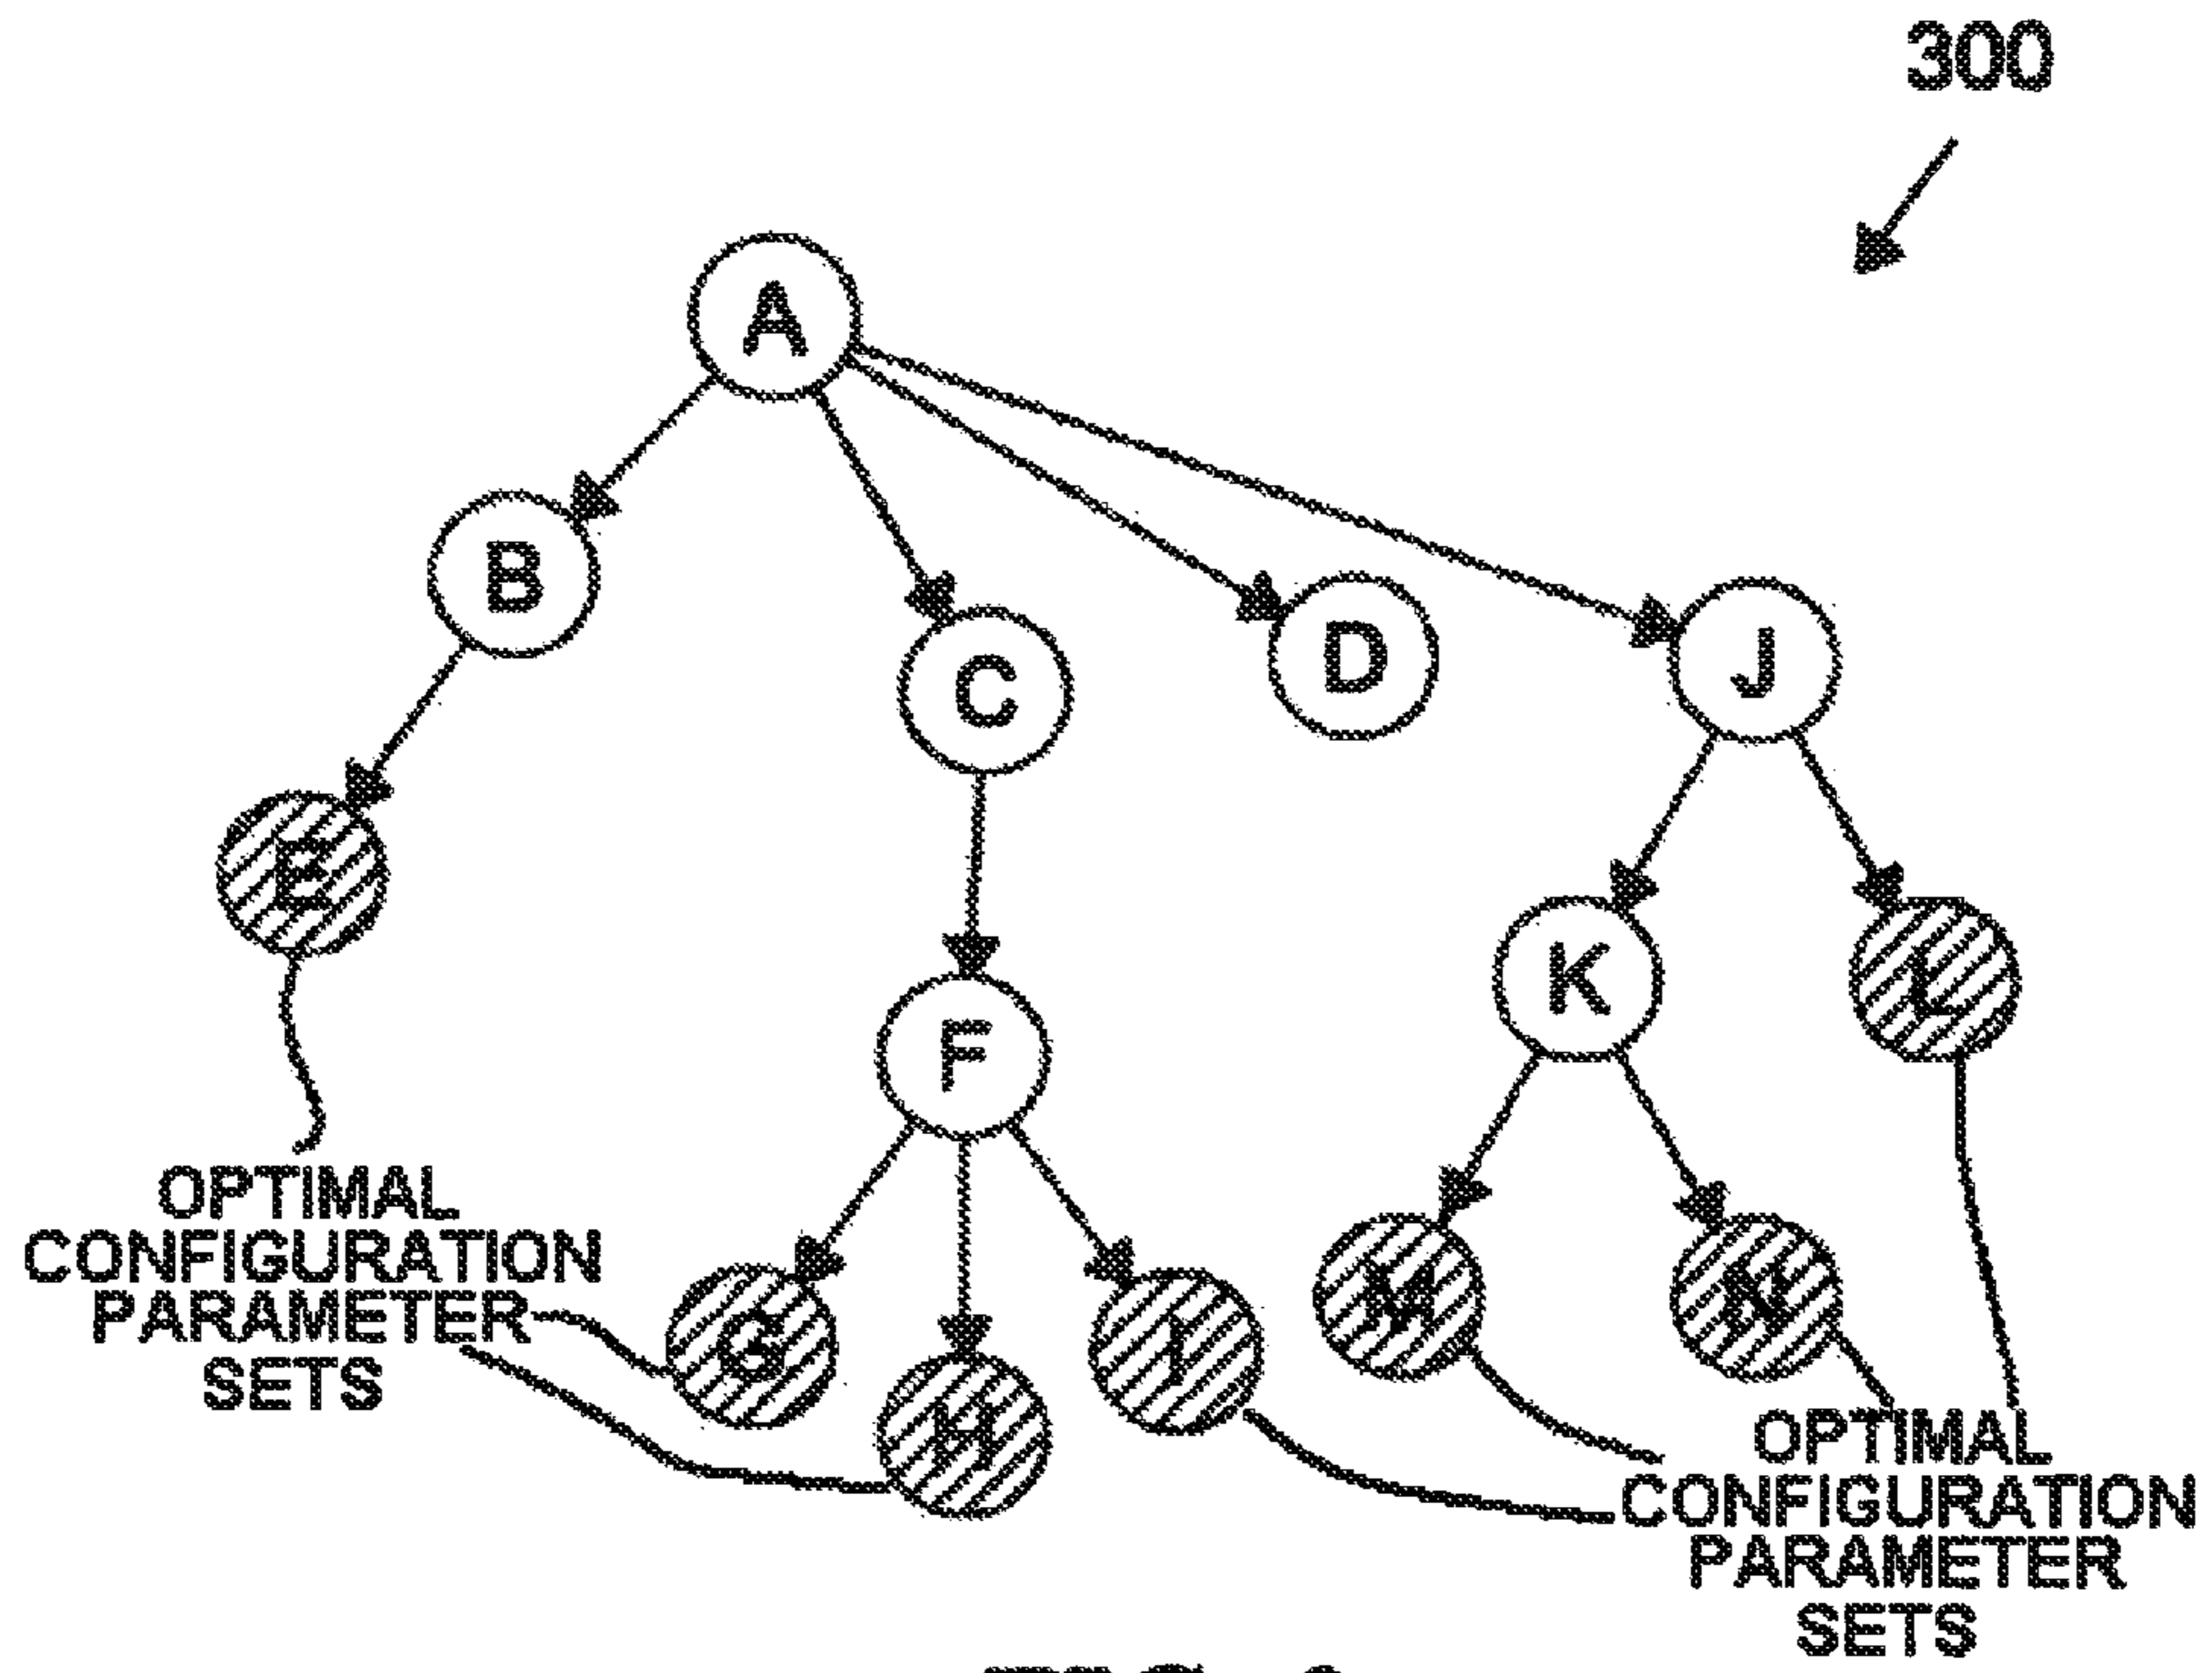 300
A
B
C
D
J
E
F
K
L
G
H
I
M
N
OPTIMAL
CONFIGURATION
PARAMETER
SETS
OPTIMAL
CONFIGURATION
PARAMETER
SETS